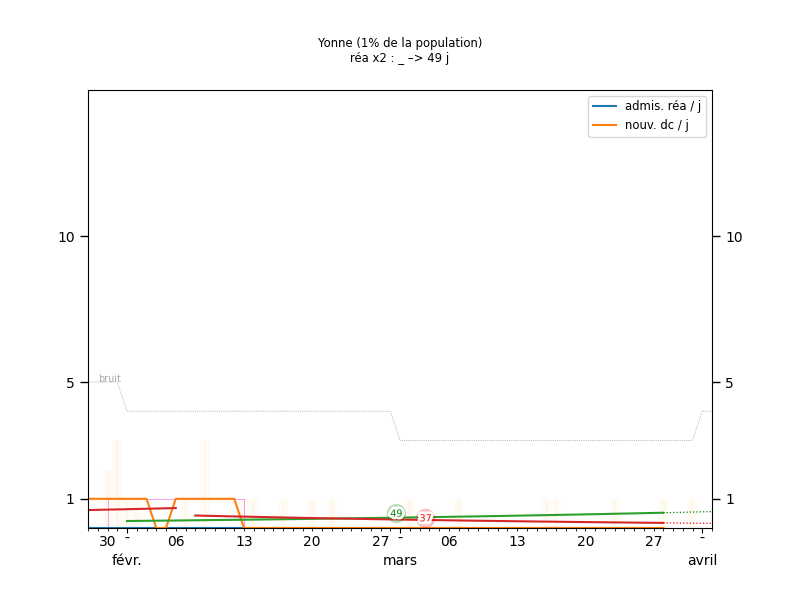 Yonne (1% de la population)
réa x2 : _ –> 49 j
admis. réa / j
nouv. dc / j
10 10
bruit
5 5
1 1
49 37
30 - 06 13 20 27 - 06 13 20 27 -
févr. mars avril